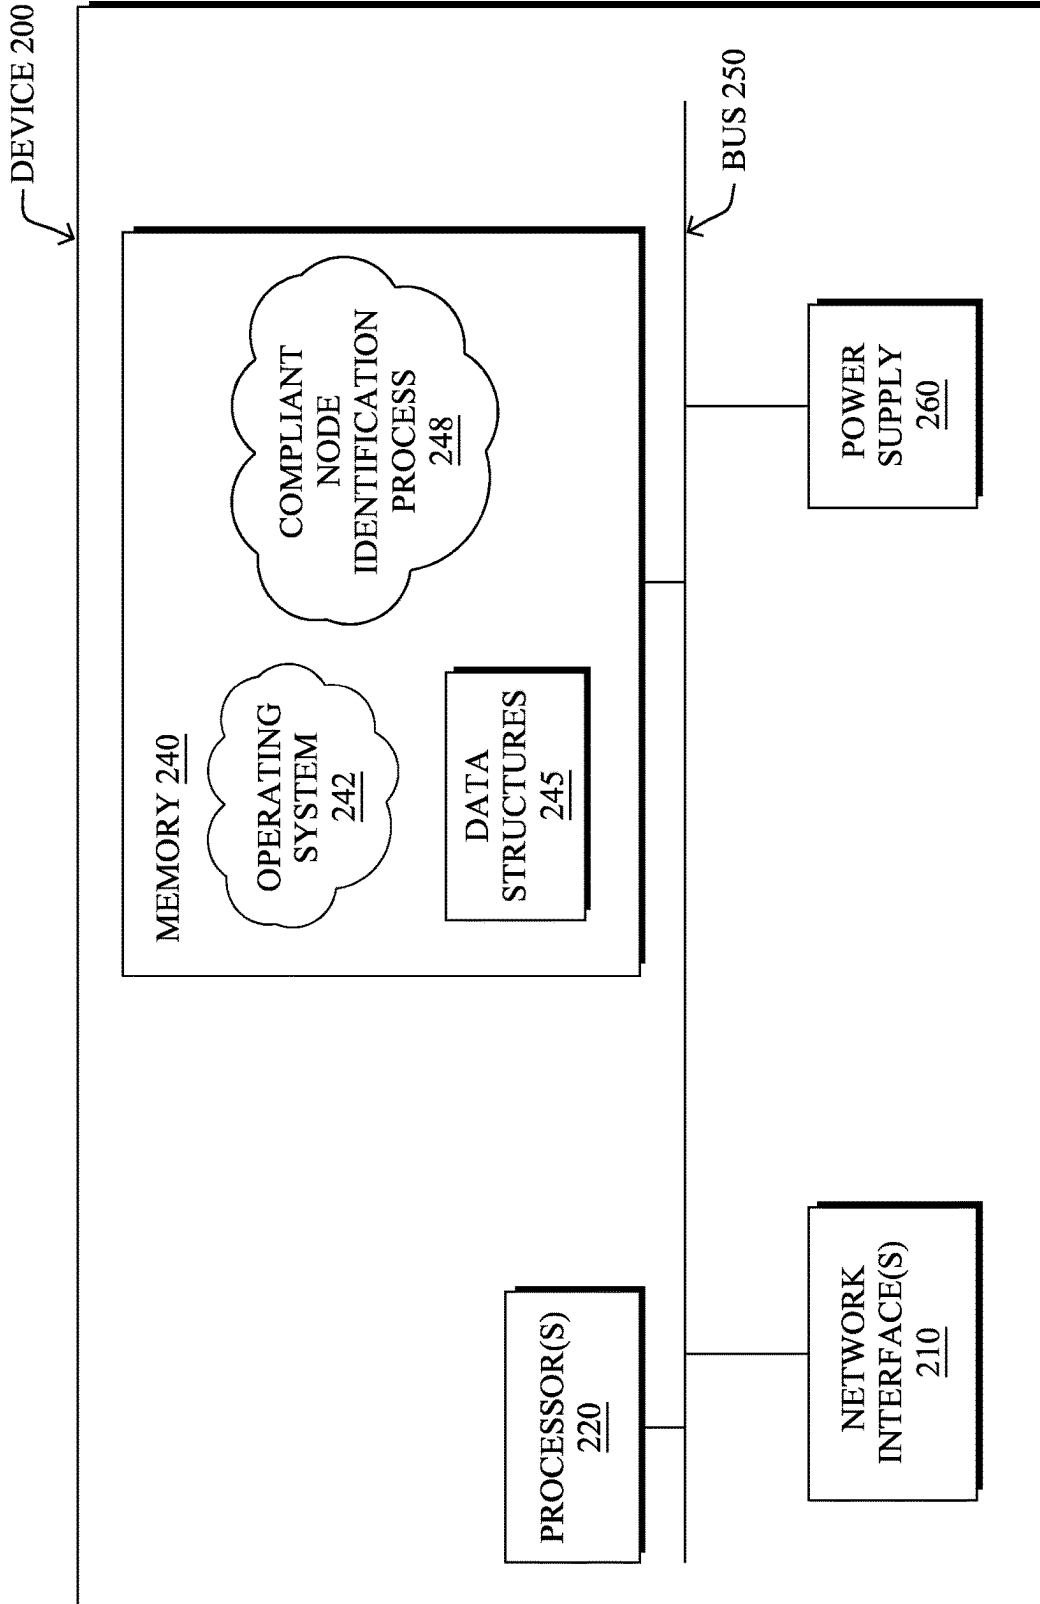 DEVICE 200
MEMORY 240
OPERATING
SYSTEM
242
DATA
STRUCTURES
245
COMPLIANT
NODE
IDENTIFICATION
PROCESS
248
PROCESSOR(S)
220
BUS 250
NETWORK
INTERFACE(S)
210
POWER
SUPPLY
260